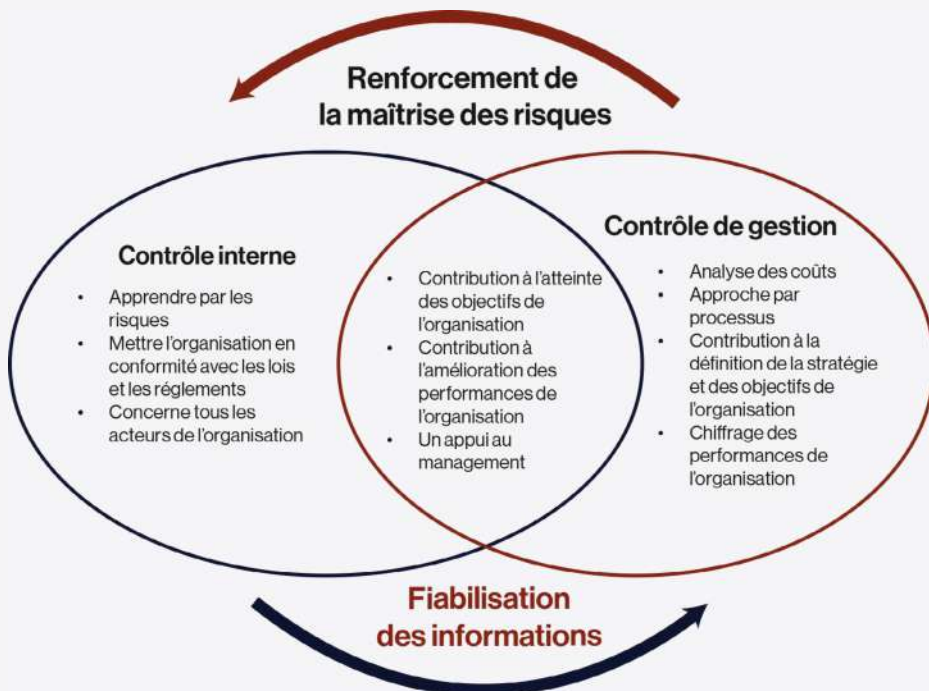 Renforcement de
la maîtrise des risques
Contrôle interne
• Apprendre par les
risques
• Mettre l'organisation en
conformité avec les lois
et les réglements
• Concerne tous les
acteurs de l'organisation
• Contribution à l'atteinte
des objectifs de
l'organisation
• Contribution à
l'amélioration des
performances de
l'organisation
• Un appui au
management
Contrôle de gestion
• Analyse des coûts
• Approche par
processus
• Contribution à la
définition de la stratégie
et des objectifs de
l'organisation
• Chiffrage des
performances de
l'organisation
Fiabilisation
des informations